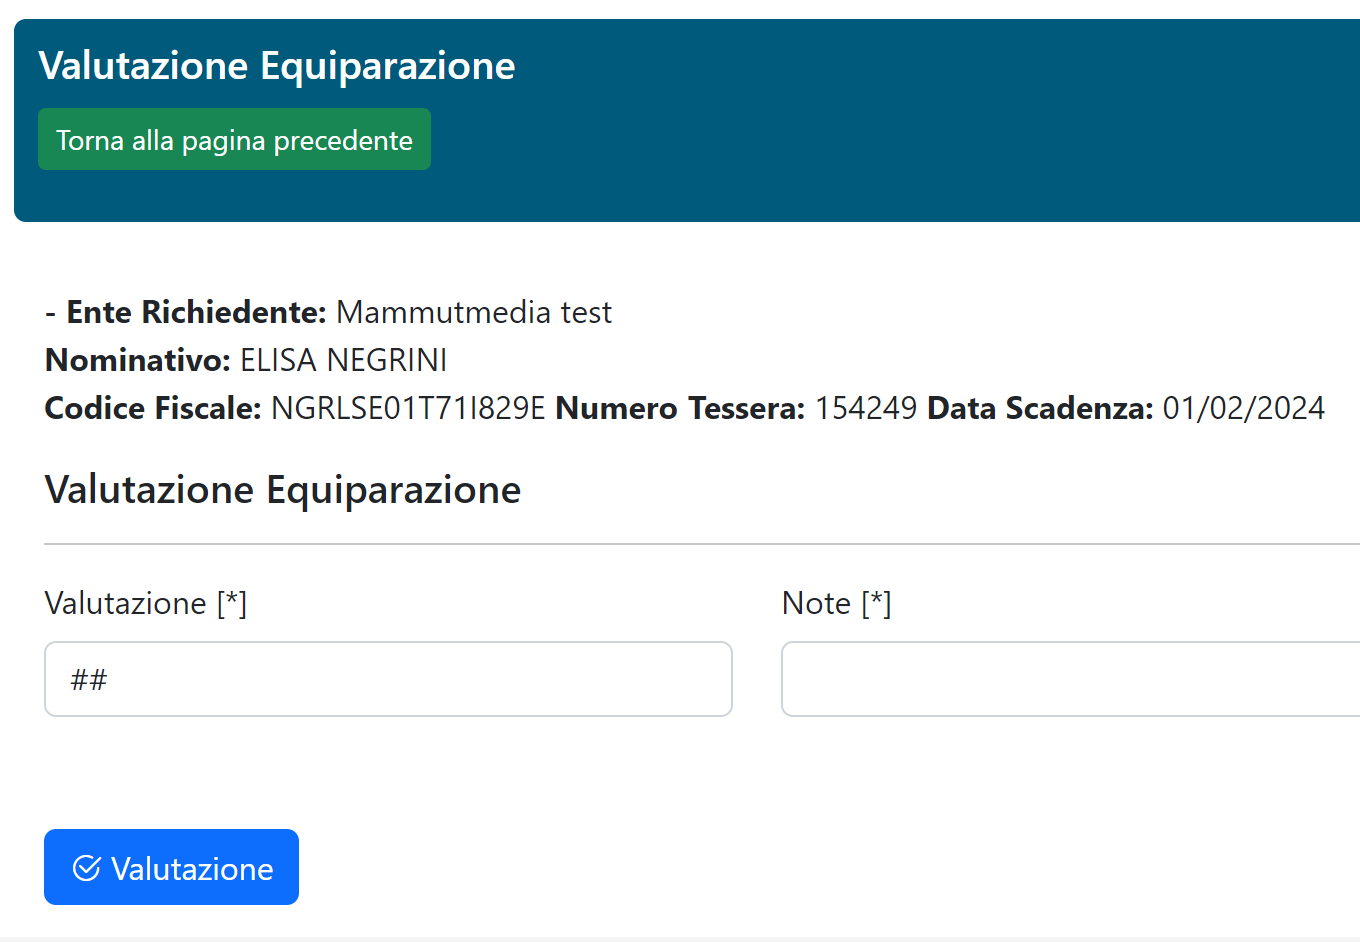 Valutazione Equiparazione
Torna alla pagina precedente
- Ente Richiedente: Mammutmedia test
Nominativo: ELISA NEGRINI
Codice Fiscale: NGRLSE01T71I829E Numero Tessera: 154249 Data Scadenza: 01/02/2024
Valutazione Equiparazione
Valutazione [*] Note [*]
##
Valutazione